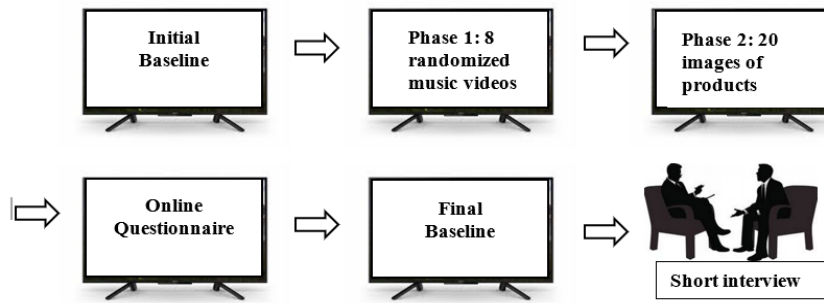 Initial
Baseline
Phase 1: 8
randomized
music videos
Phase 2: 20
images of
products
Online
Questionnaire
Final
Baseline
Short interview